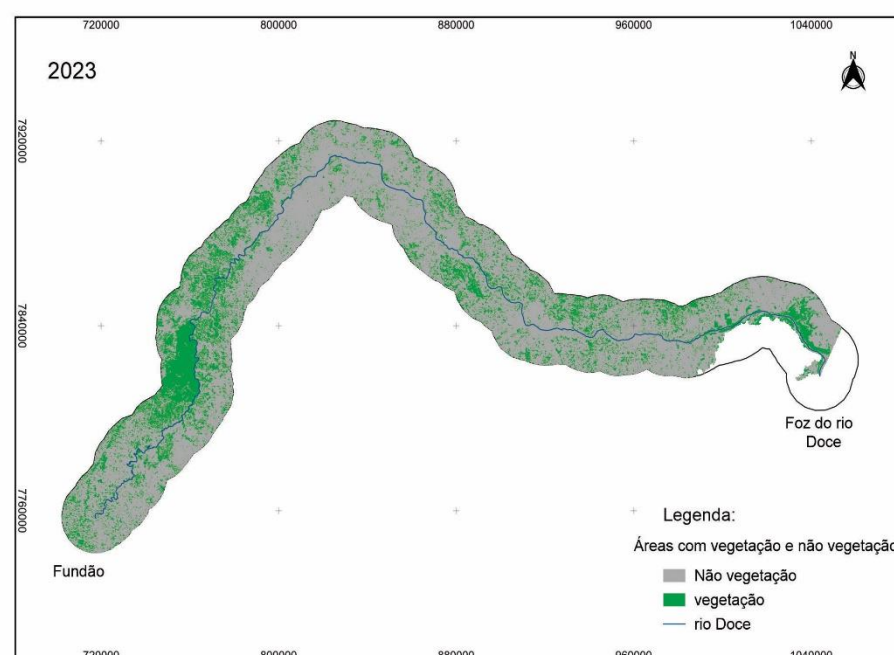 720000 800000 880000 960000 1040000
2023
N
7920000
7840000
7760000
Foz do rio
Doce
Fundão
Legenda:
Áreas com vegetação e não vegetação
Não vegetação
vegetação
rio Doce
720000 800000 880000 960000 1040000